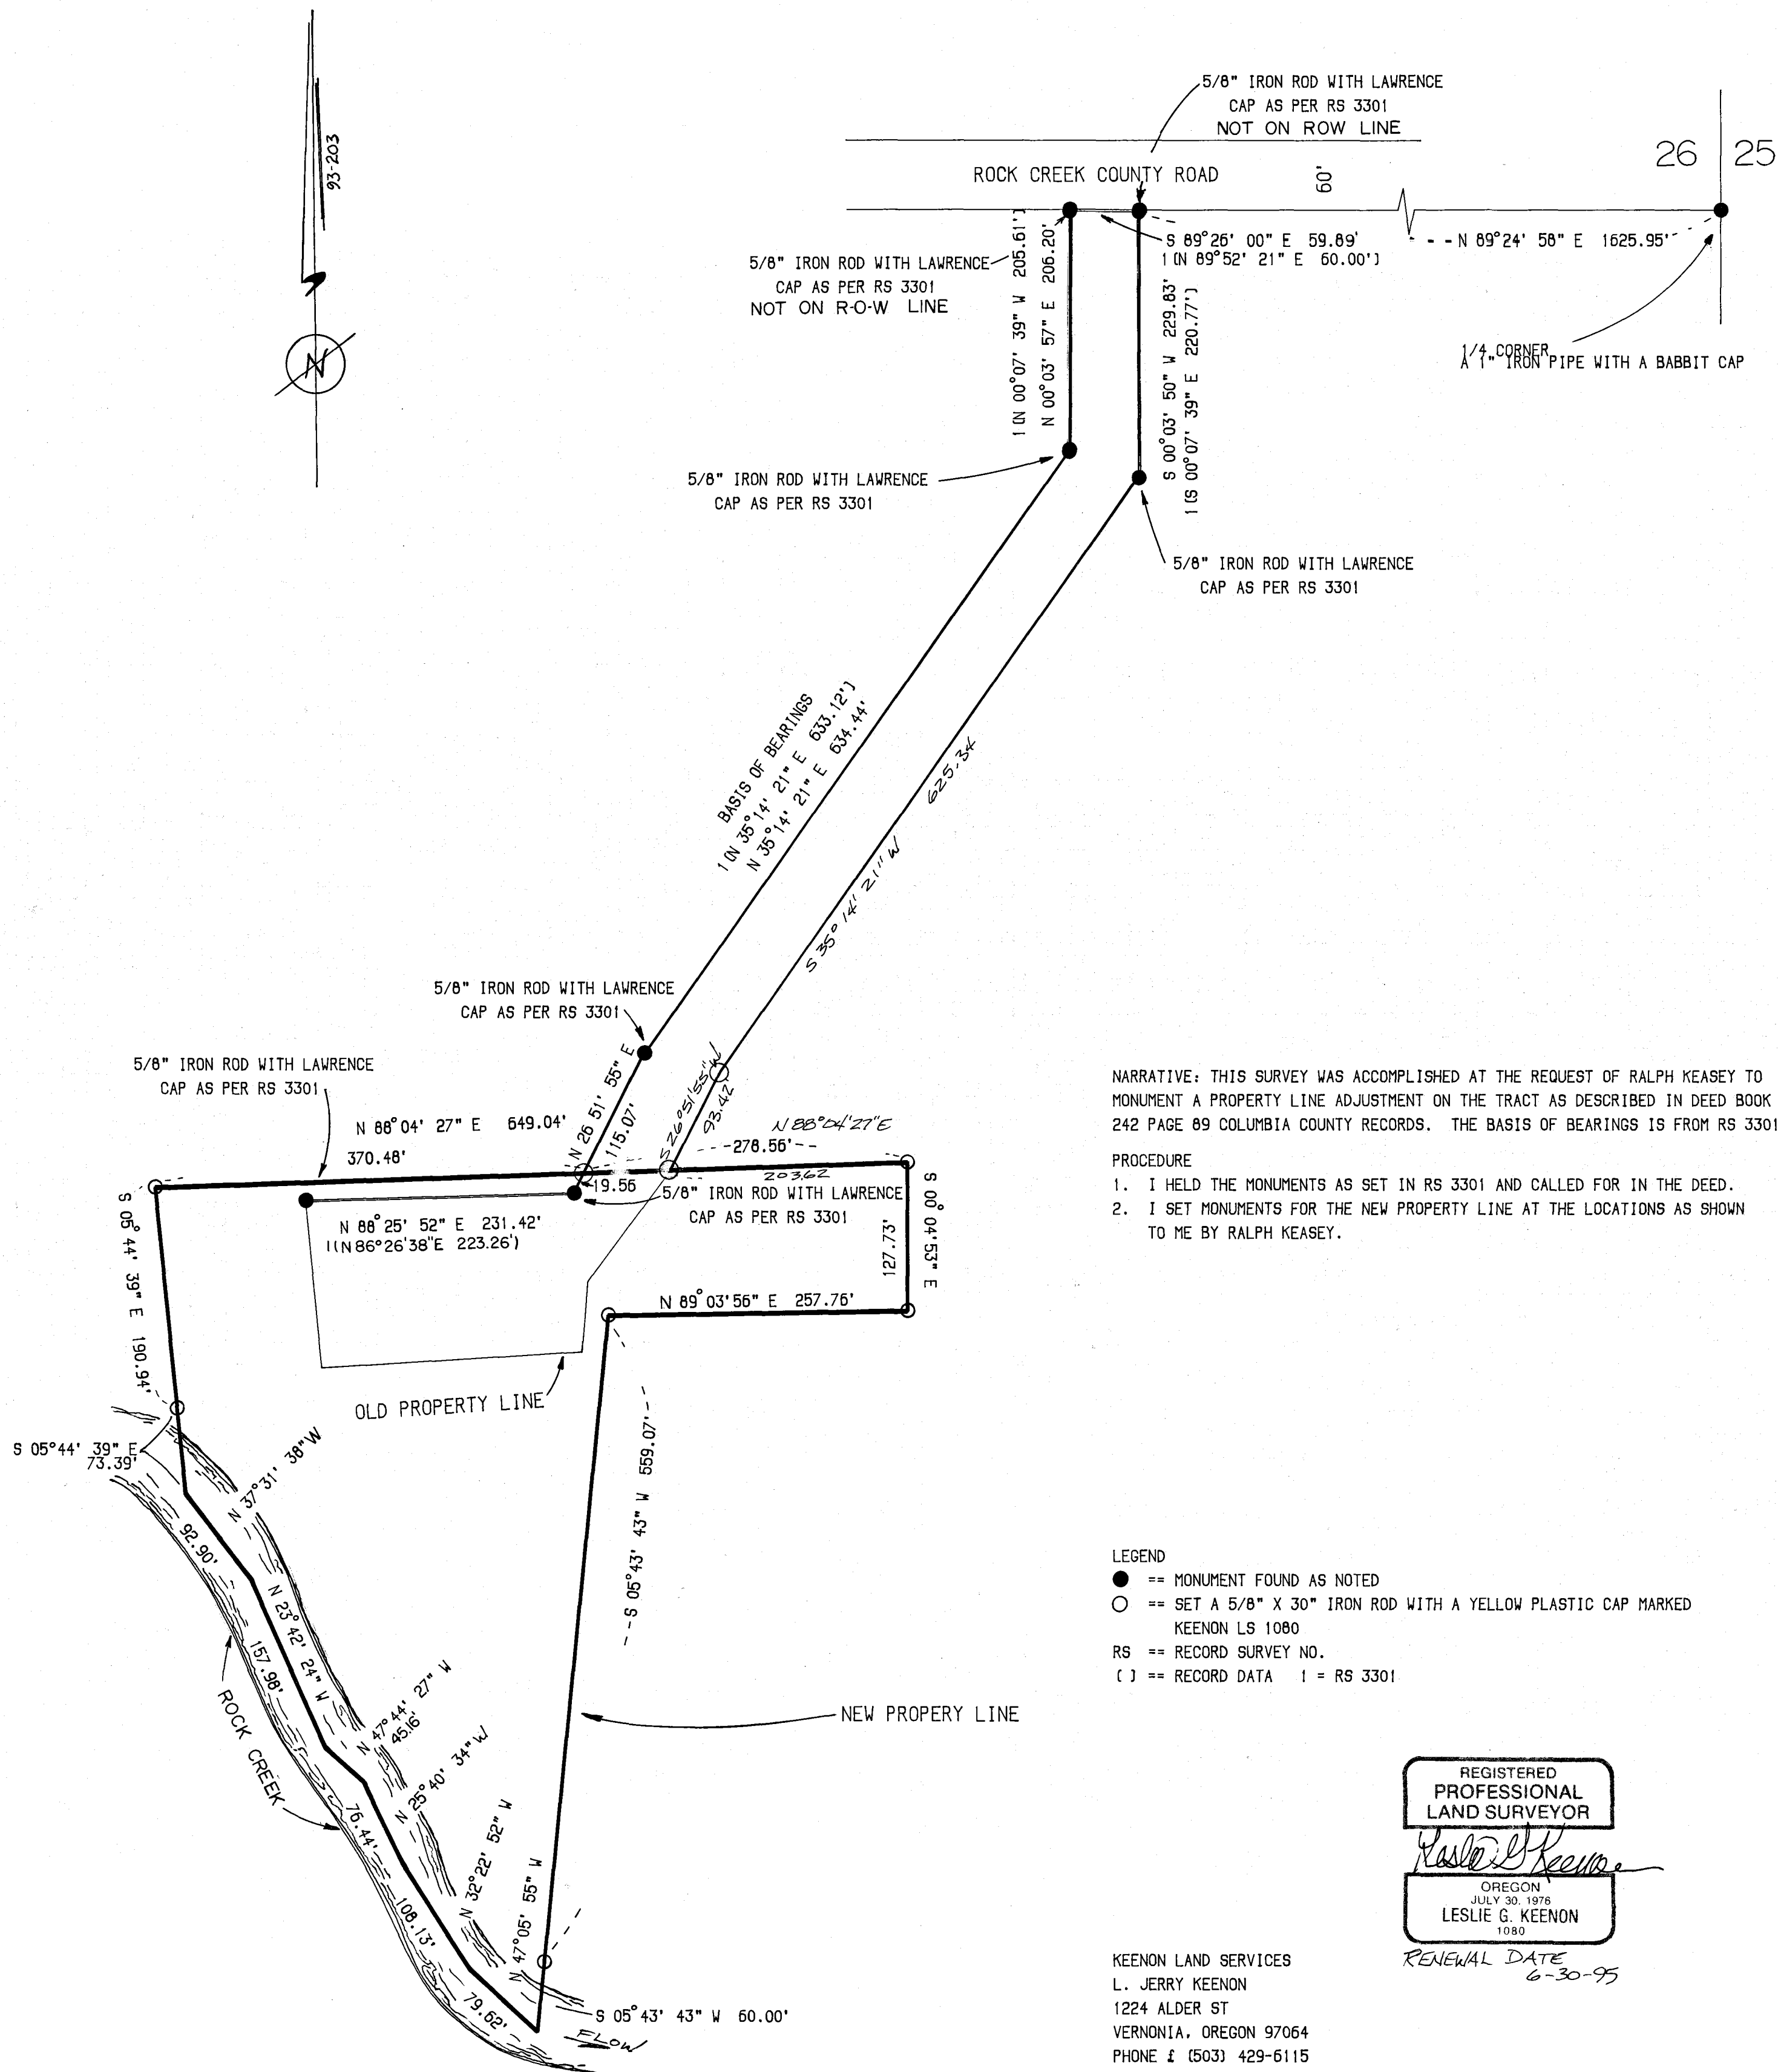 93-203
N
5/8" IRON ROD WITH LAWRENCE
CAP AS PER RS 3301
NOT ON ROW LINE
26 25
ROCK CREEK COUNTY ROAD
60'
S 89°26' 00" E 59.89'
1 (N 89°52' 21" E 60.00')
N 89°24' 58" E 1625.95'
5/8" IRON ROD WITH LAWRENCE
CAP AS PER RS 3301
NOT ON R-O-W LINE
1 (N 00°07' 39" W 205.61')
N 00°03' 57" E 206.20'
S 00°03' 50" W 229.83'
1 (S 00°07' 39" E 220.77')
1/4 CORNER
A 1" IRON PIPE WITH A BABBIT CAP
5/8" IRON ROD WITH LAWRENCE
CAP AS PER RS 3301
5/8" IRON ROD WITH LAWRENCE
CAP AS PER RS 3301
BASIS OF BEARINGS
1 (N 35°14' 21" E 633.12')
N 35°14' 21" E 634.44'
S 35° 14' 21" W 625.34
5/8" IRON ROD WITH LAWRENCE
CAP AS PER RS 3301
5/8" IRON ROD WITH LAWRENCE
CAP AS PER RS 3301
N 88°04' 27" E 649.04'
370.48'
N 26 51' 55" E
115.07'
S 26°51'55"W
93.42
N 88°04'27"E
278.56'
203.62
19.56
5/8" IRON ROD WITH LAWRENCE
CAP AS PER RS 3301
N 88°25' 52" E 231.42'
1(N 86°26'38"E 223.26')
S 00°04'53" E
127.73'
N 89°03'56" E 257.76'
S 05°44' 39" E 190.94'
OLD PROPERTY LINE
S 05°44' 39" E
73.39'
N 37°31' 38" W
92.90'
S 05°43' 43" W 559.07'
N 23°42' 24" W
157.98'
ROCK CREEK
N 47°44' 27" W
45.16'
N 25°40' 34" W
76.44'
N 32°22' 52" W
108.13'
N 47°05' 55" W
79.62'
S 05°43' 43" W 60.00'
FLOW
NEW PROPERY LINE
NARRATIVE: THIS SURVEY WAS ACCOMPLISHED AT THE REQUEST OF RALPH KEASEY TO
MONUMENT A PROPERTY LINE ADJUSTMENT ON THE TRACT AS DESCRIBED IN DEED BOOK
242 PAGE 89 COLUMBIA COUNTY RECORDS. THE BASIS OF BEARINGS IS FROM RS 3301
PROCEDURE
1. I HELD THE MONUMENTS AS SET IN RS 3301 AND CALLED FOR IN THE DEED.
2. I SET MONUMENTS FOR THE NEW PROPERTY LINE AT THE LOCATIONS AS SHOWN
TO ME BY RALPH KEASEY.
LEGEND
== MONUMENT FOUND AS NOTED
== SET A 5/8" X 30" IRON ROD WITH A YELLOW PLASTIC CAP MARKED
KEENON LS 1080
RS == RECORD SURVEY NO.
( ) == RECORD DATA 1 = RS 3301
REGISTERED
PROFESSIONAL
LAND SURVEYOR
Leslie G Keenon
OREGON
JULY 30, 1976
LESLIE G. KEENON
1080
RENEWAL DATE
6-30-95
KEENON LAND SERVICES
L. JERRY KEENON
1224 ALDER ST
VERNONIA, OREGON 97064
PHONE £ (503) 429-6115